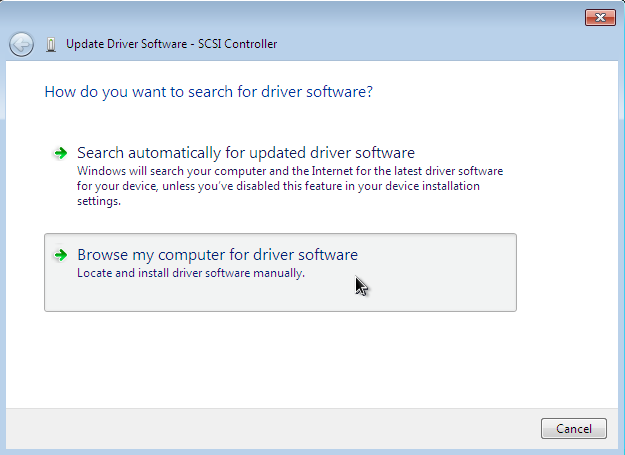 Update Driver Software - SCSI Controller
How do you want to search for driver software?
Search automatically for updated driver software
Windows will search your computer and the Internet for the latest driver software
for your device, unless you've disabled this feature in your device installation
settings.
Browse my computer for driver software
Locate and install driver software manually.
Cancel